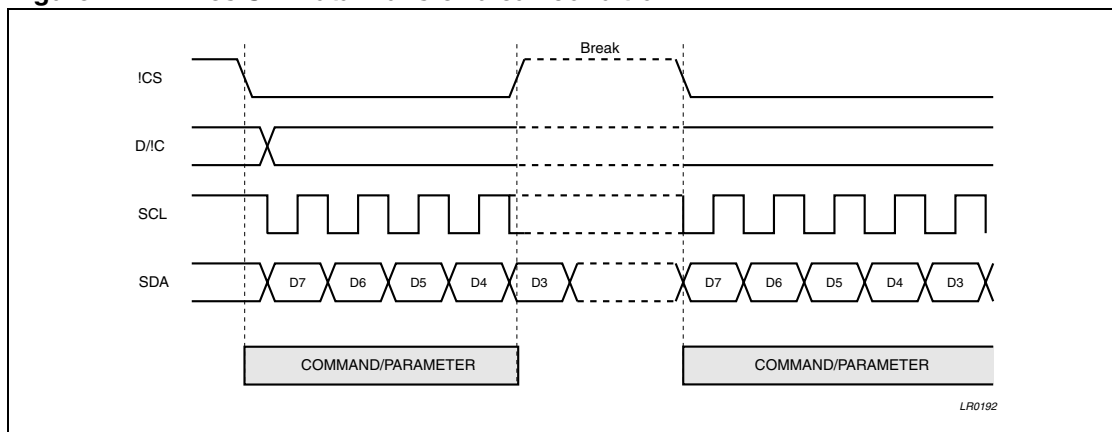 Break
!CS
D/!C
SCL
SDA
D7 D6 D5 D4 D3 D7 D6 D5 D4 D3
COMMAND/PARAMETER COMMAND/PARAMETER
LR0192